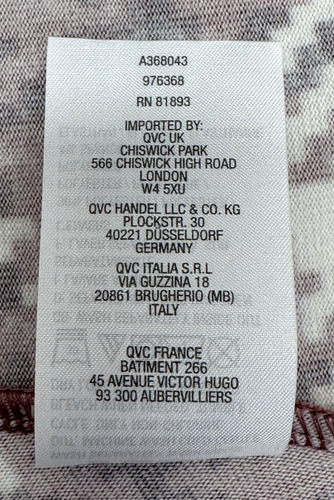 A368043
976368
RN 81893
IMPORTED BY:
QVC UK
CHISWICK PARK
566 CHISWICK HIGH ROAD
LONDON
W4 5XU
QVC HANDEL LLC & CO. KG
PLOCKSTR. 30
40221 DÜSSELDORF
GERMANY
QVC ITALIA S.R.L
VIA GUZZINA 18
20861 BRUGHERIO (MB)
ITALY
QVC FRANCE
BATIMENT 266
45 AVENUE VICTOR HUGO
93 300 AUBERVILLIERS